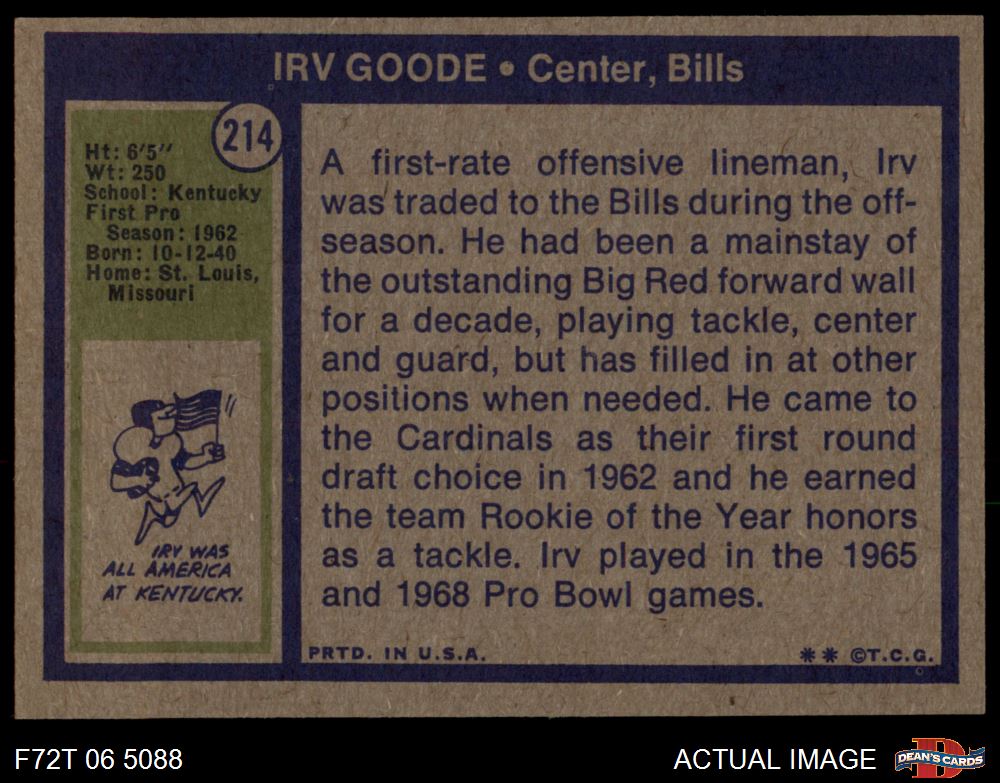 IRV GOODE • Center, Bills
214
Ht: 6'5"
Wt: 250
School: Kentucky
First Pro
Season: 1962
Born: 10-12-40
Home: St. Louis,
Missouri
IRV WAS
ALL AMERICA
AT KENTUCKY.
A first-rate offensive lineman, Irv
was traded to the Bills during the off-
season. He had been a mainstay of
the outstanding Big Red forward wall
for a decade, playing tackle, center
and guard, but has filled in at other
positions when needed. He came to
the Cardinals as their first round
draft choice in 1962 and he earned
the team Rookie of the Year honors
as a tackle. Irv played in the 1965
and 1968 Pro Bowl games.
PRTD. IN U.S.A.
** ©T.C.G.
F72T 06 5088
ACTUAL IMAGE
D
DEAN'S CARDS